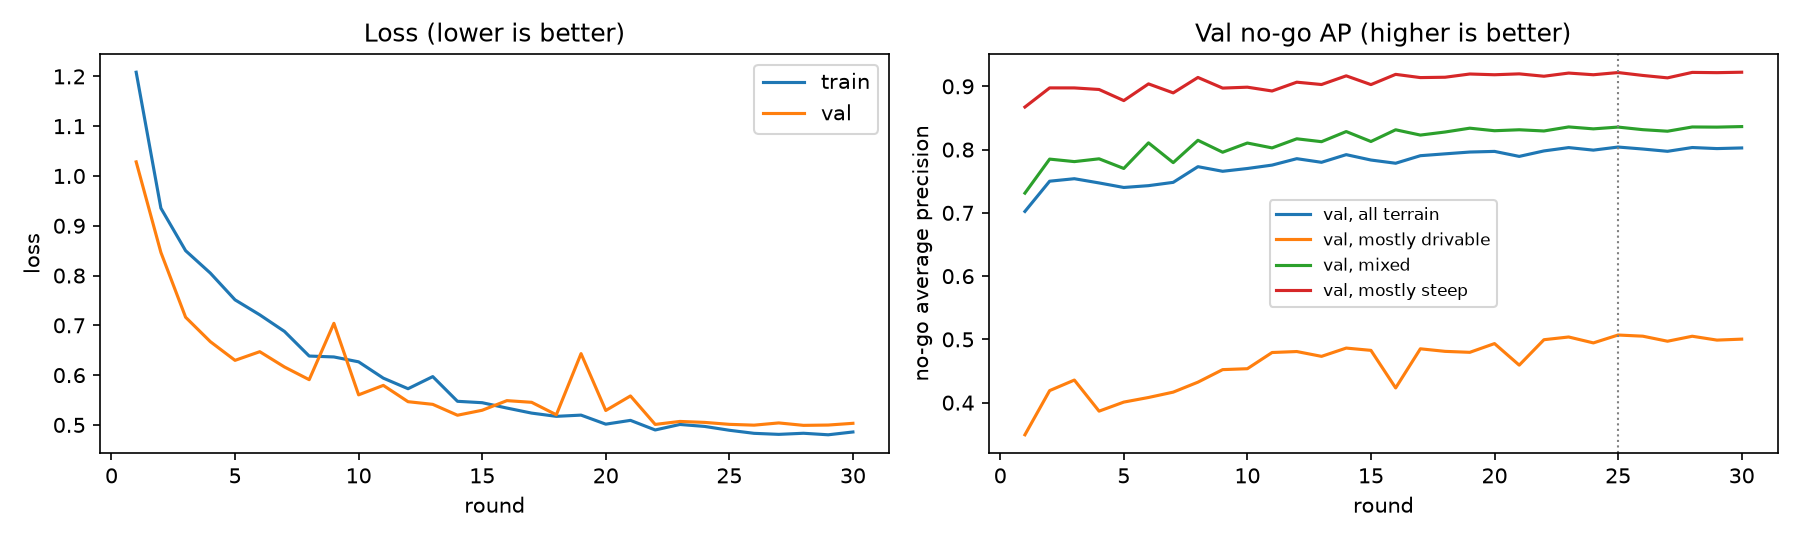 Loss (lower is better)
1.2
1.1
1.0
0.9
0.8
0.7
0.6
0.5
loss
train
val
0
5
10
15
20
25
30
round
Val no-go AP (higher is better)
0.9
0.8
0.7
0.6
0.5
0.4
no-go average precision
val, all terrain
val, mostly drivable
val, mixed
val, mostly steep
0
5
10
15
20
25
30
round